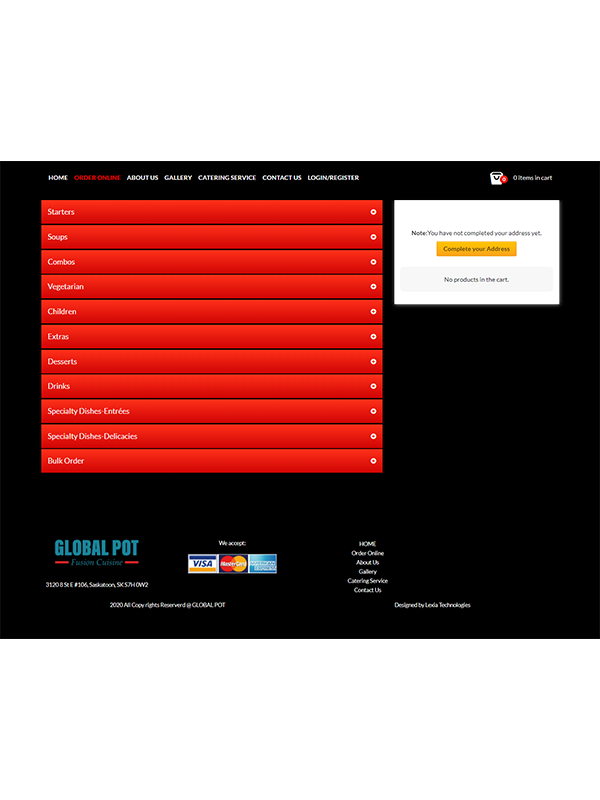 HOME ORDER ONLINE ABOUT US GALLERY CATERING SERVICE CONTACT US LOGIN/REGISTER
0 0 Items in cart
Starters
Soups
Combos
Vegetarian
Children
Extras
Desserts
Drinks
Specialty Dishes-Entrées
Specialty Dishes-Delicacies
Bulk Order
Note:You have not completed your address yet.
Complete your Address
No products in the cart.
GLOBAL POT
Fusion Cuisine
3120 8 St E #106, Saskatoon, SK S7H 0W2
We accept:
VISA MasterCard AMERICAN EXPRESS
HOME
Order Online
About Us
Gallery
Catering Service
Contact Us
2020 All Copy rights Reserverd @ GLOBAL POT
Designed by Lexia Technologies